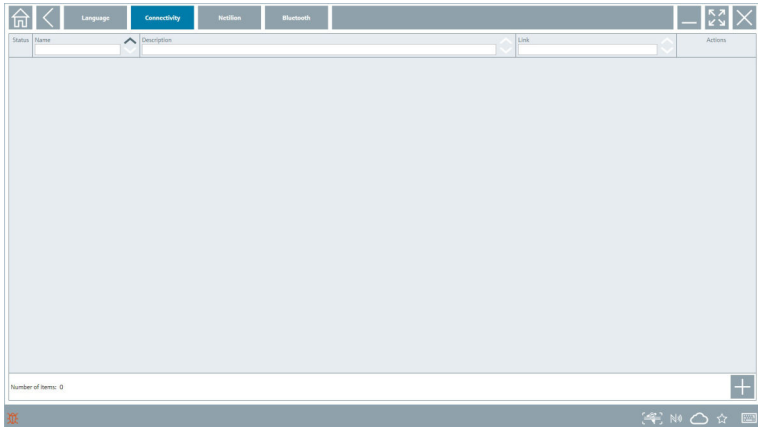 Language Connectivity Netilion Bluetooth
Status Name Description Link Actions
Number of Items: 0